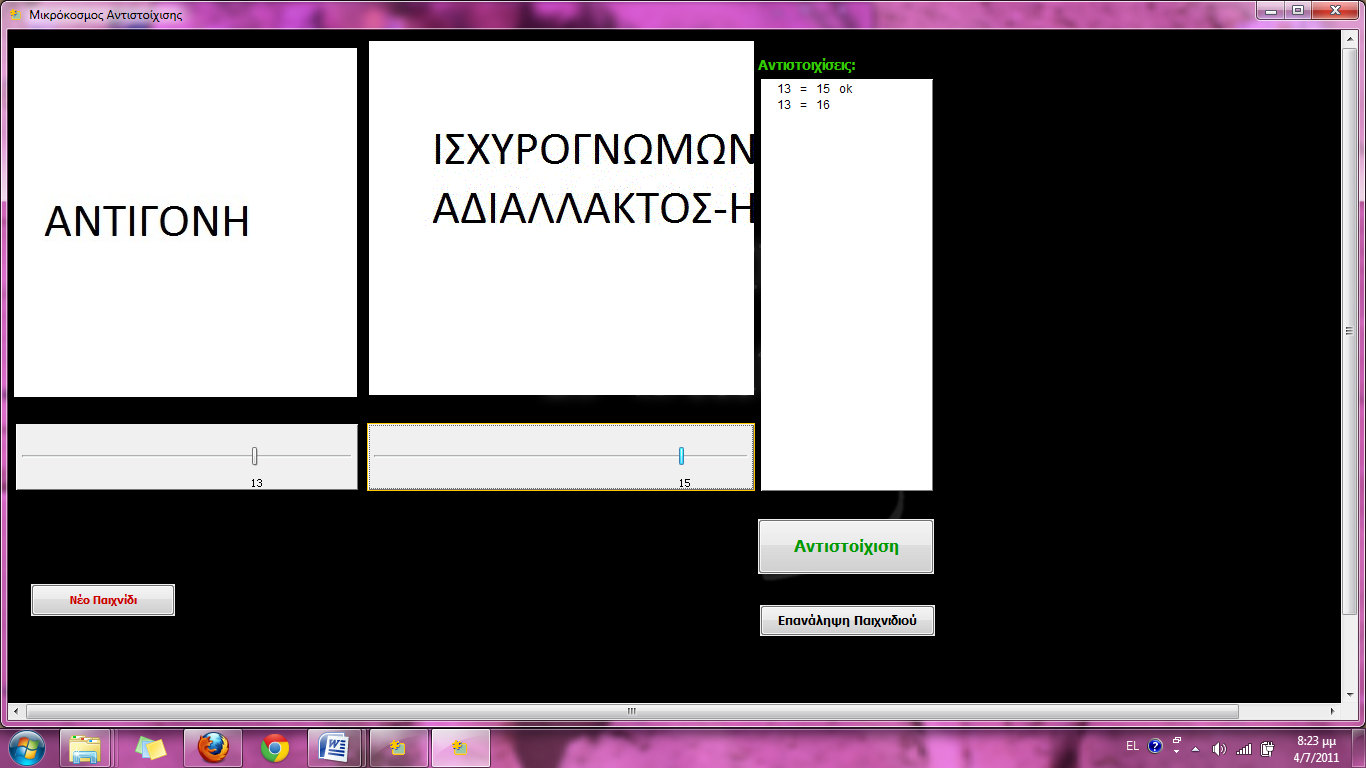 Μικρόκοσμος Αντιστοίχισης
ΑΝΤΙΓΟΝΗ
ΙΣΧΥΡΟΓΝΩΜΩΝ
ΑΔΙΑΛΛΑΚΤΟΣ-Η
Αντιστοιχίσεις:
13 = 15 ok
13 = 16
13
15
Αντιστοίχιση
Νέο Παιχνίδι
Επανάληψη Παιχνιδιού
EL
8:23 μμ
4/7/2011